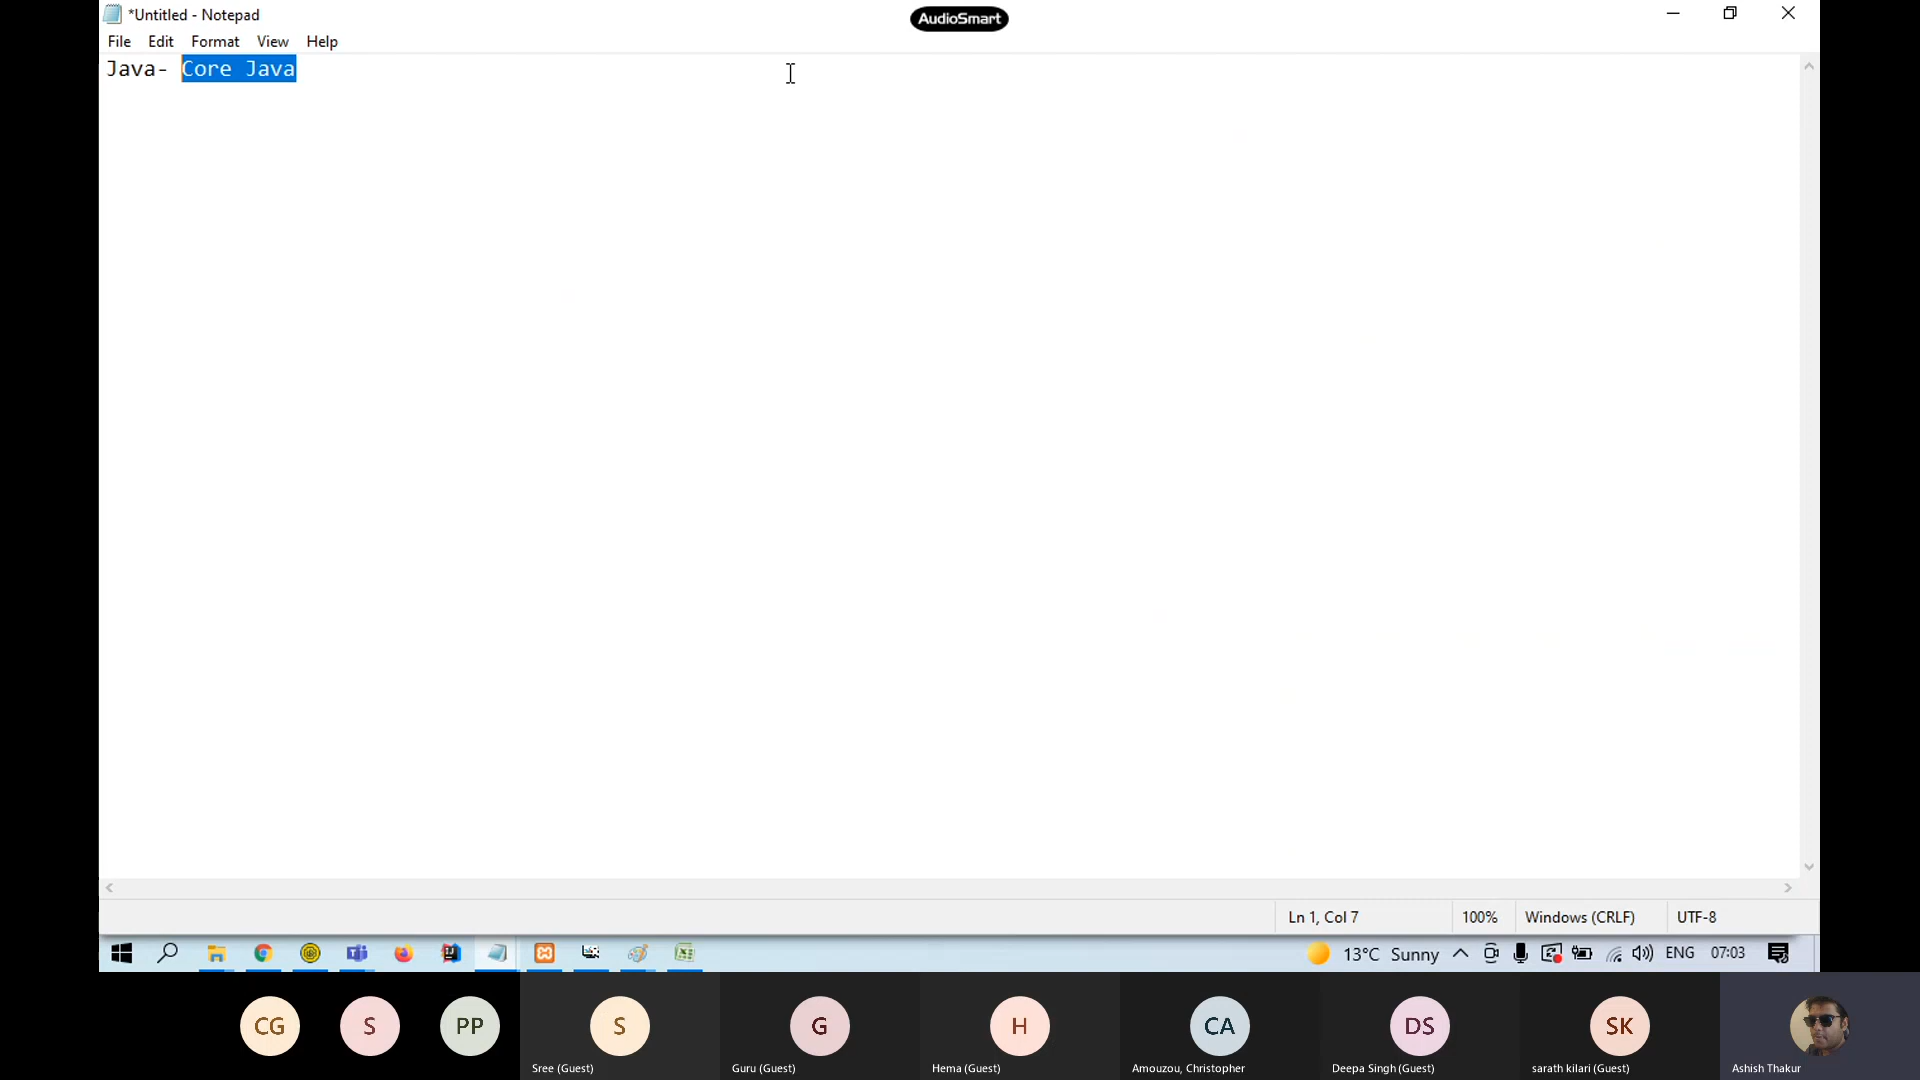 *Untitled - Notepad
AudioSmart
File Edit Format View Help
Java- Core Java
Ln 1, Col 7 100% Windows (CRLF) UTF-8
13°C Sunny ENG 07:03
CG S PP S G H CA DS SK
Sree (Guest) Guru (Guest) Hema (Guest) Amouzou, Christopher Deepa Singh (Guest) sarath kilari (Guest) Ashish Thakur